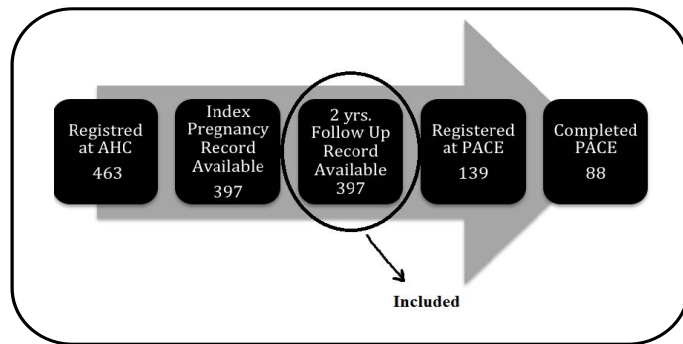 Registred
at AHC
463
Index
Pregnancy
Record
Available
397
2 yrs.
Follow Up
Record
Available
397
Registered
at PACE
139
Completed
PACE
88
Included